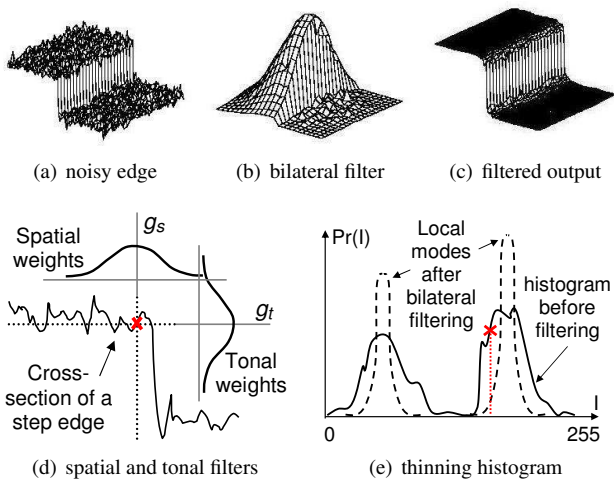 (a) noisy edge
(b) bilateral filter
(c) filtered output
gs
Spatial
weights
gt
Tonal
weights
Cross-
section of a
step edge
(d) spatial and tonal filters
Pr(I)
Local
modes
after
bilateral
filtering
histogram
before
filtering
I
0
255
(e) thinning histogram